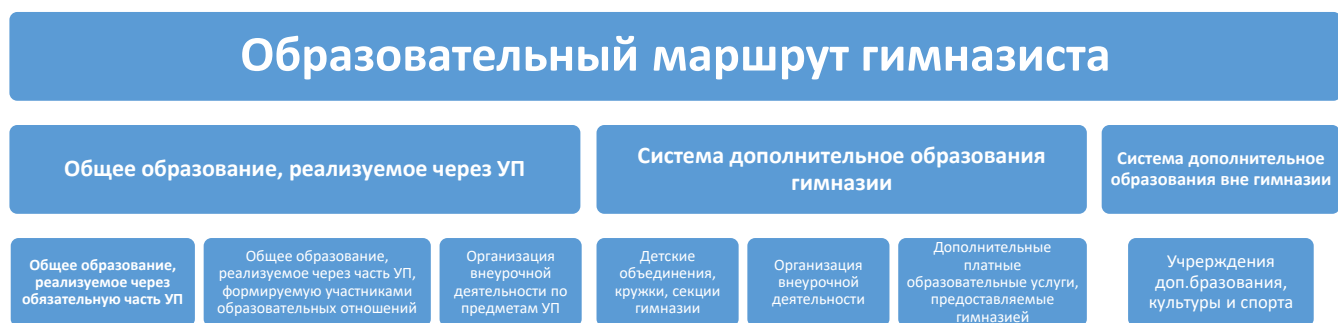 Образовательный маршрут гимназиста
Общее образование, реализуемое через УП
Система дополнительное образования
гимназии
Система дополнительное
образования вне гимназии
Общее образование,
реализуемое через
обязательную часть УП
Общее образование,
реализуемое через часть УП,
формируемую участниками
образовательных отношений
Организация
внеурочной
деятельности по
предметам УП
Детские
объединения,
кружки, секции
гимназии
Организация
внеурочной
деятельности
Дополнительные
платные
образовательные услуги,
предоставляемые
гимназией
Учрерждения
доп.бразования,
культуры и спорта